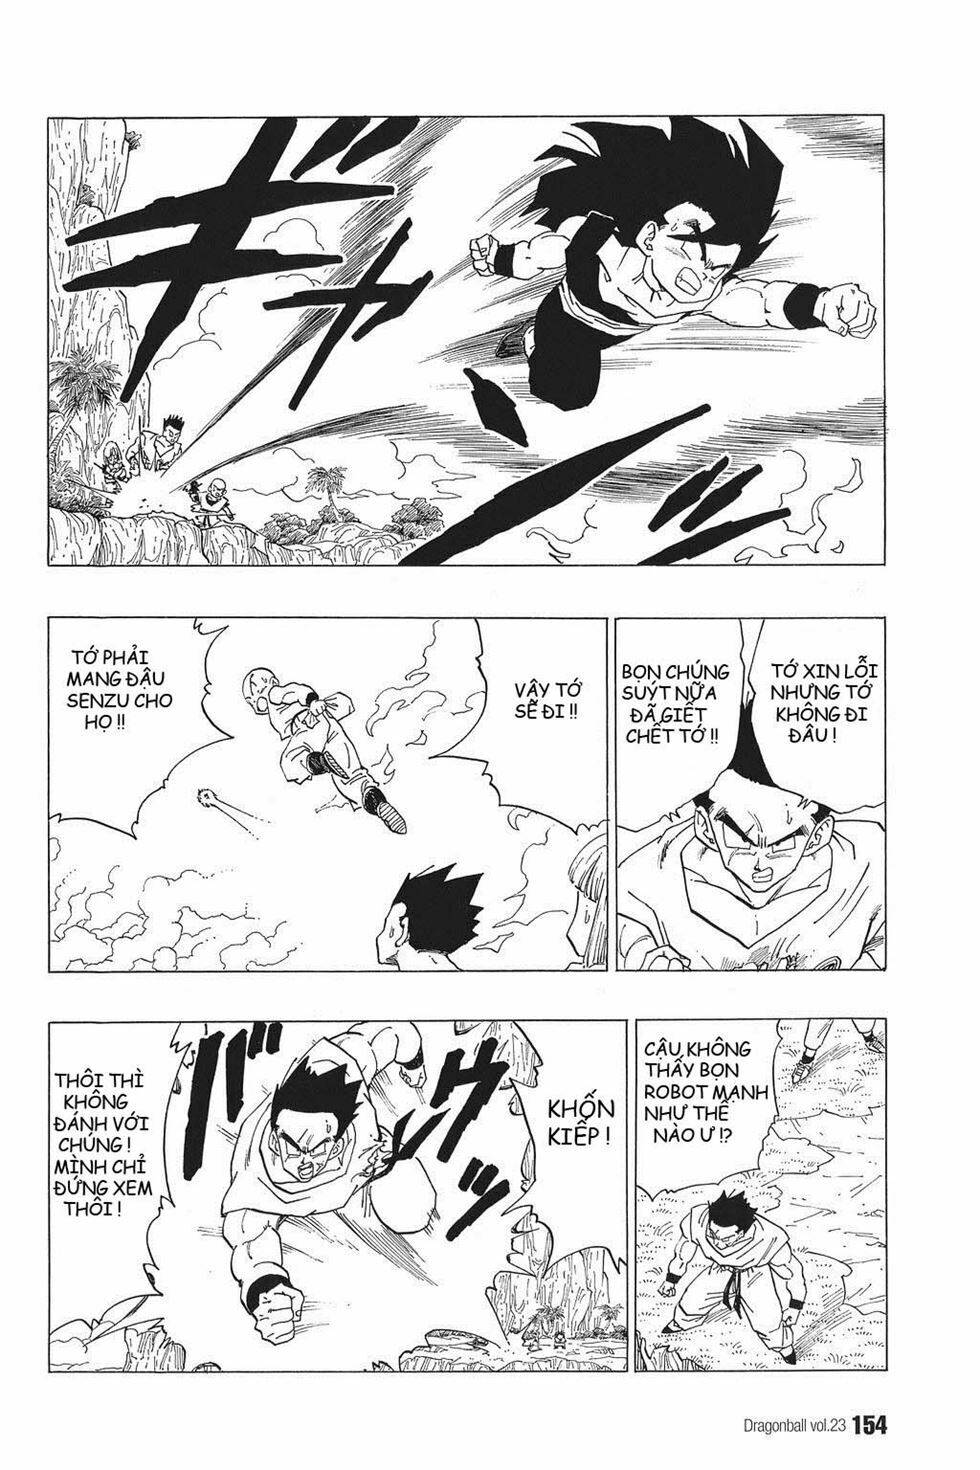 ギャ
TỚ XIN LỖI
NHƯNG TỚ
KHÔNG ĐI
ĐÂU !
BỌN CHÚNG
SUÝT NỮA
ĐÃ GIẾT
CHẾT TỚ !!
VẬY TỚ
SẼ ĐI !!
TỚ PHẢI
MANG ĐẬU
SENZU CHO
HỌ !!
CẬU KHÔNG
THẤY BỌN
ROBOT MẠNH
NHƯ THẾ
NÀO Ư !?
KHỐN
KIẾP !
THÔI THÌ
KHÔNG
ĐÁNH VỚI
CHÚNG !
MÌNH CHỈ
ĐỨNG XEM
THÔI !
Dragonball vol.23 154